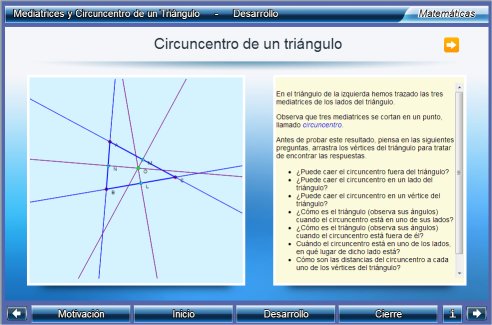 Mediatrices y Circuncentro de un Triángulo - Desarrollo
Matemáticas
Circuncentro de un triángulo
En el triángulo de la izquierda hemos trazado las tres
mediatrices de los lados del triángulo.
Observa que tres mediatrices se cortan en un punto,
llamado circuncentro.
Antes de probar este resultado, piensa en las siguientes
preguntas, arrastra los vértices del triángulo para tratar
de encontrar las respuestas.
¿Puede caer el circuncentro fuera del triángulo?
¿Puede caer el circuncentro en un lado del
triángulo?
¿Puede caer el circuncentro en un vértice del
triángulo?
¿Cómo es el triángulo (observa sus ángulos)
cuando el circuncentro está en uno de sus lados?
¿Cómo es el triángulo (observa sus ángulos)
cuando el circuncentro está fuera de él?
Cuándo el circuncentro está en uno de los lados,
en qué lugar de dicho lado está?
Cómo son las distancias del circuncentro a cada
uno de los vértices del triángulo?
A
M
N
O
B
L
Motivación
Inicio
Desarrollo
Cierre
i